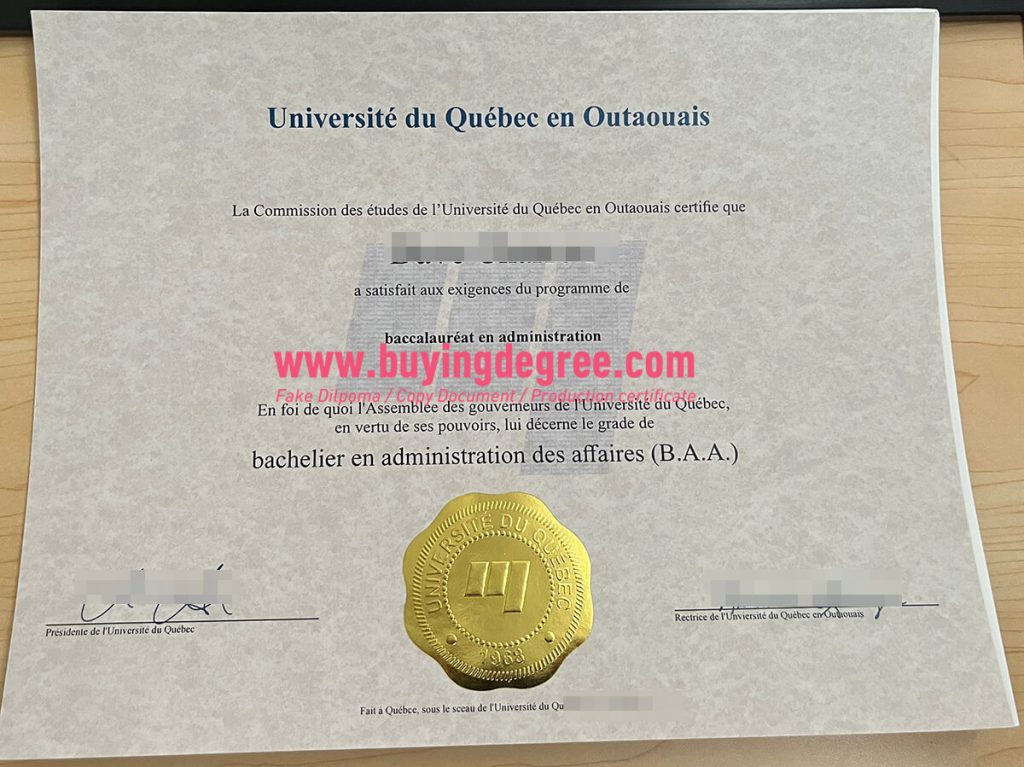 Université du Québec en Outaouais
La Commission des études de l'Université du Québec en Outaouais certifie que
a satisfait aux exigences du programme de
baccalauréat en administration
www.buyingdegree.com
Fake Dilpoma / Copy Document / Production certificate
En foi de quoi l'Assemblée des gouverneurs de l'Université du Québec,
en vertu de ses pouvoirs, lui décerne le grade de
bachelier en administration des affaires (B.A.A.)
UNIVERSITÉ DU QUÉBEC
1968
Présidente de l'Université du Québec
Rectrice de l'Université du Québec en Outaouais
Fait à Québec, sous le sceau de l'Université du